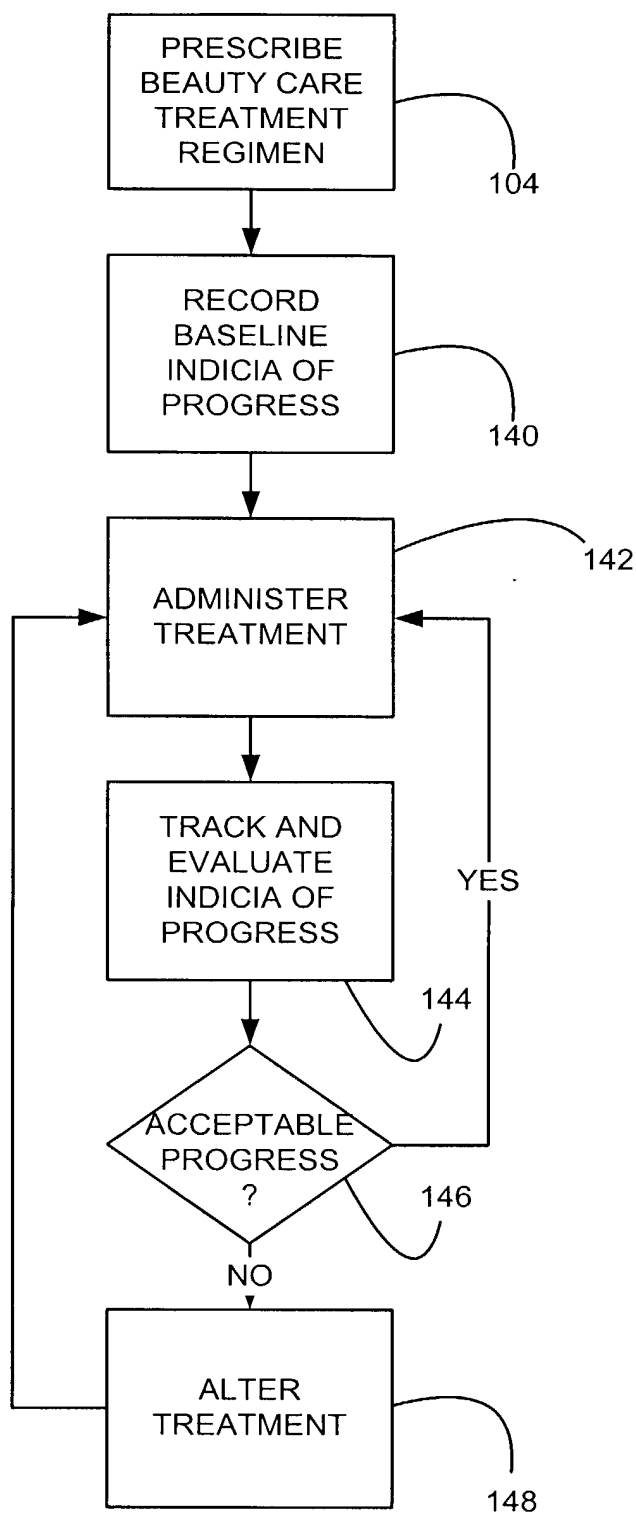 PRESCRIBE
BEAUTY CARE
TREATMENT
REGIMEN
104
RECORD
BASELINE
INDICIA OF
PROGRESS
140
ADMINISTER
TREATMENT
142
TRACK AND
EVALUATE
INDICIA OF
PROGRESS
YES
144
ACCEPTABLE
PROGRESS
?
146
NO
ALTER
TREATMENT
148